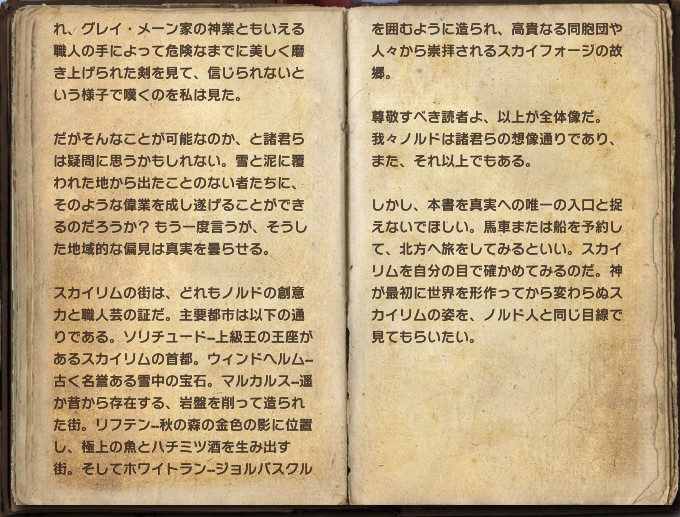 れ、グレイ・メーン家の神業ともいえる
職人の手によって危険なまでに美しく磨
き上げられた剣を見て、信じられないと
いう様子で嘆くのを私は見た。
だがそんなことが可能なのか、と諸君ら
は疑問に思うかもしれない。雪と泥に覆
われた地から出たことのない者たちに、
そのような偉業を成し遂げることができ
るのだろうか? もう一度言うが、そうし
た地域的な偏見は真実を曇らせる。
スカイリムの街は、どれもノルドの創意
力と職人芸の証だ。主要都市は以下の通
りである。ソリチュード–上級王の王座が
あるスカイリムの首都。ウィンドヘルム–
古く名誉ある雪中の宝石。マルカルス–遥
か昔から存在する、岩盤を削って造られ
た街。リフテン–秋の森の金色の影に位置
し、極上の魚とハチミツ酒を生み出す
街。そしてホワイトラン–ジョルバスクル
を囲むように造られ、高貴なる同胞団や
人々から崇拝されるスカイフォージの故
郷。
尊敬すべき読者よ、以上が全体像だ。
我々ノルドは諸君らの想像通りであり、
また、それ以上でもある。
しかし、本書を真実への唯一の入口と捉
えないでほしい。馬車または船を予約し
て、北方へ旅をしてみるといい。スカイ
リムを自分の目で確かめてみるのだ。神
が最初に世界を形作ってから変わらぬス
カイリムの姿を、ノルド人と同じ目線で
見てもらいたい。